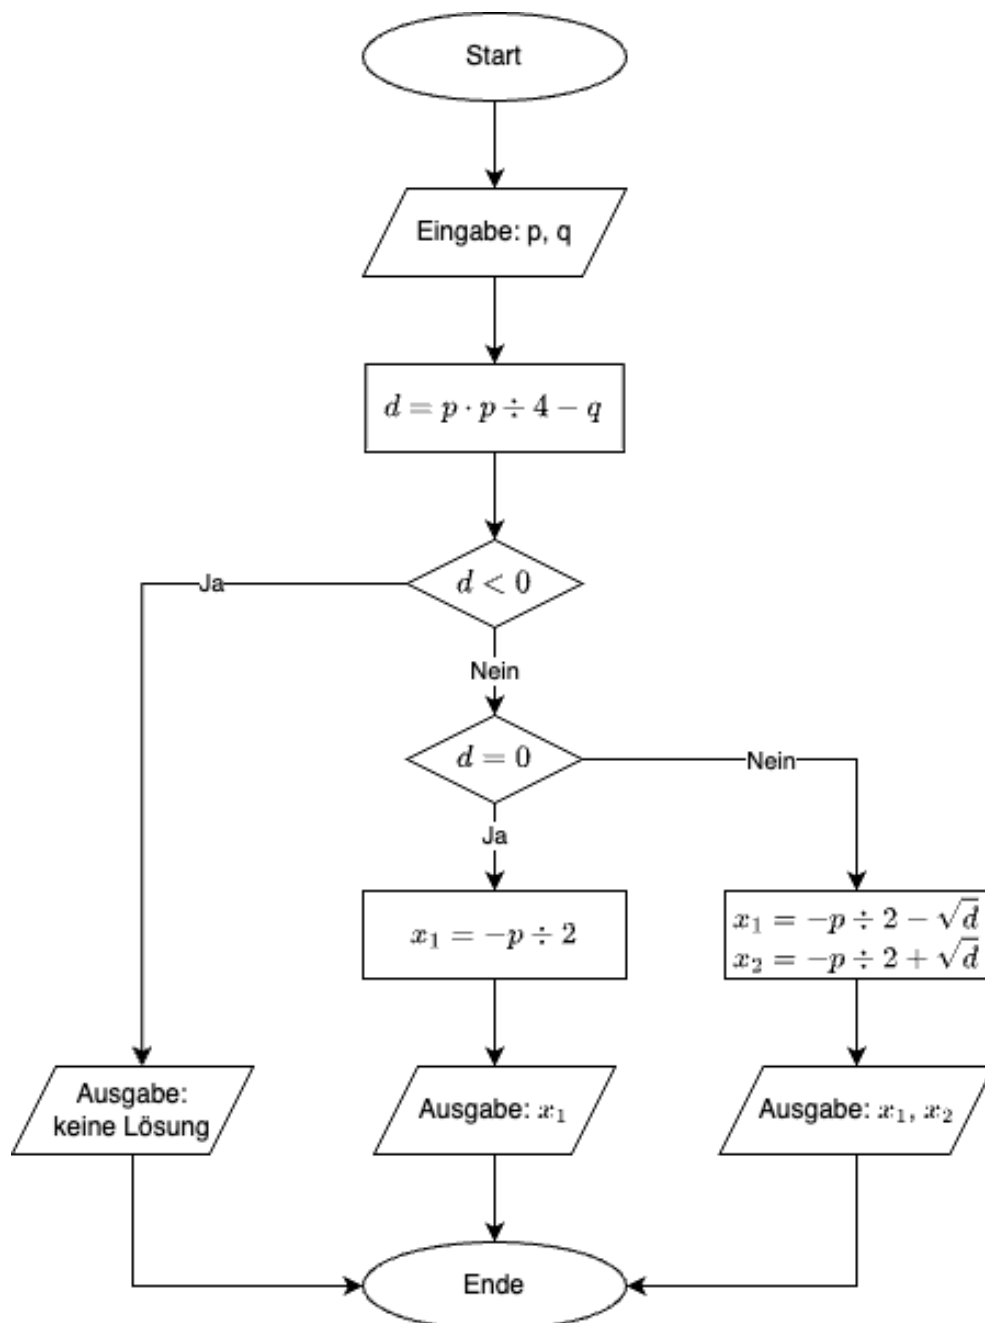 Start
Eingabe: p, q
d = p · p ÷ 4 − q
d < 0
Ja
Nein
d = 0
Nein
Ja
x₁ = −p ÷ 2
x₁ = −p ÷ 2 − √d
x₂ = −p ÷ 2 + √d
Ausgabe:
keine Lösung
Ausgabe: x₁
Ausgabe: x₁, x₂
Ende